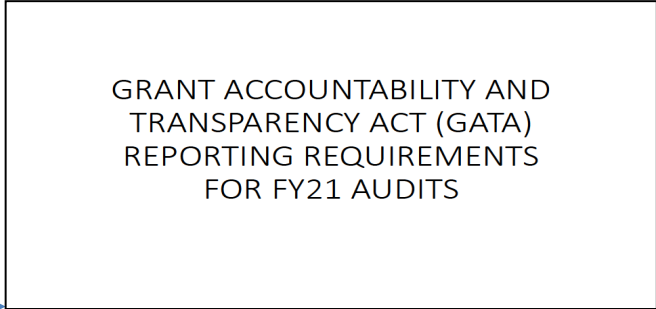 GRANT ACCOUNTABILITY AND
TRANSPARENCY ACT (GATA)
REPORTING REQUIREMENTS
FOR FY21 AUDITS